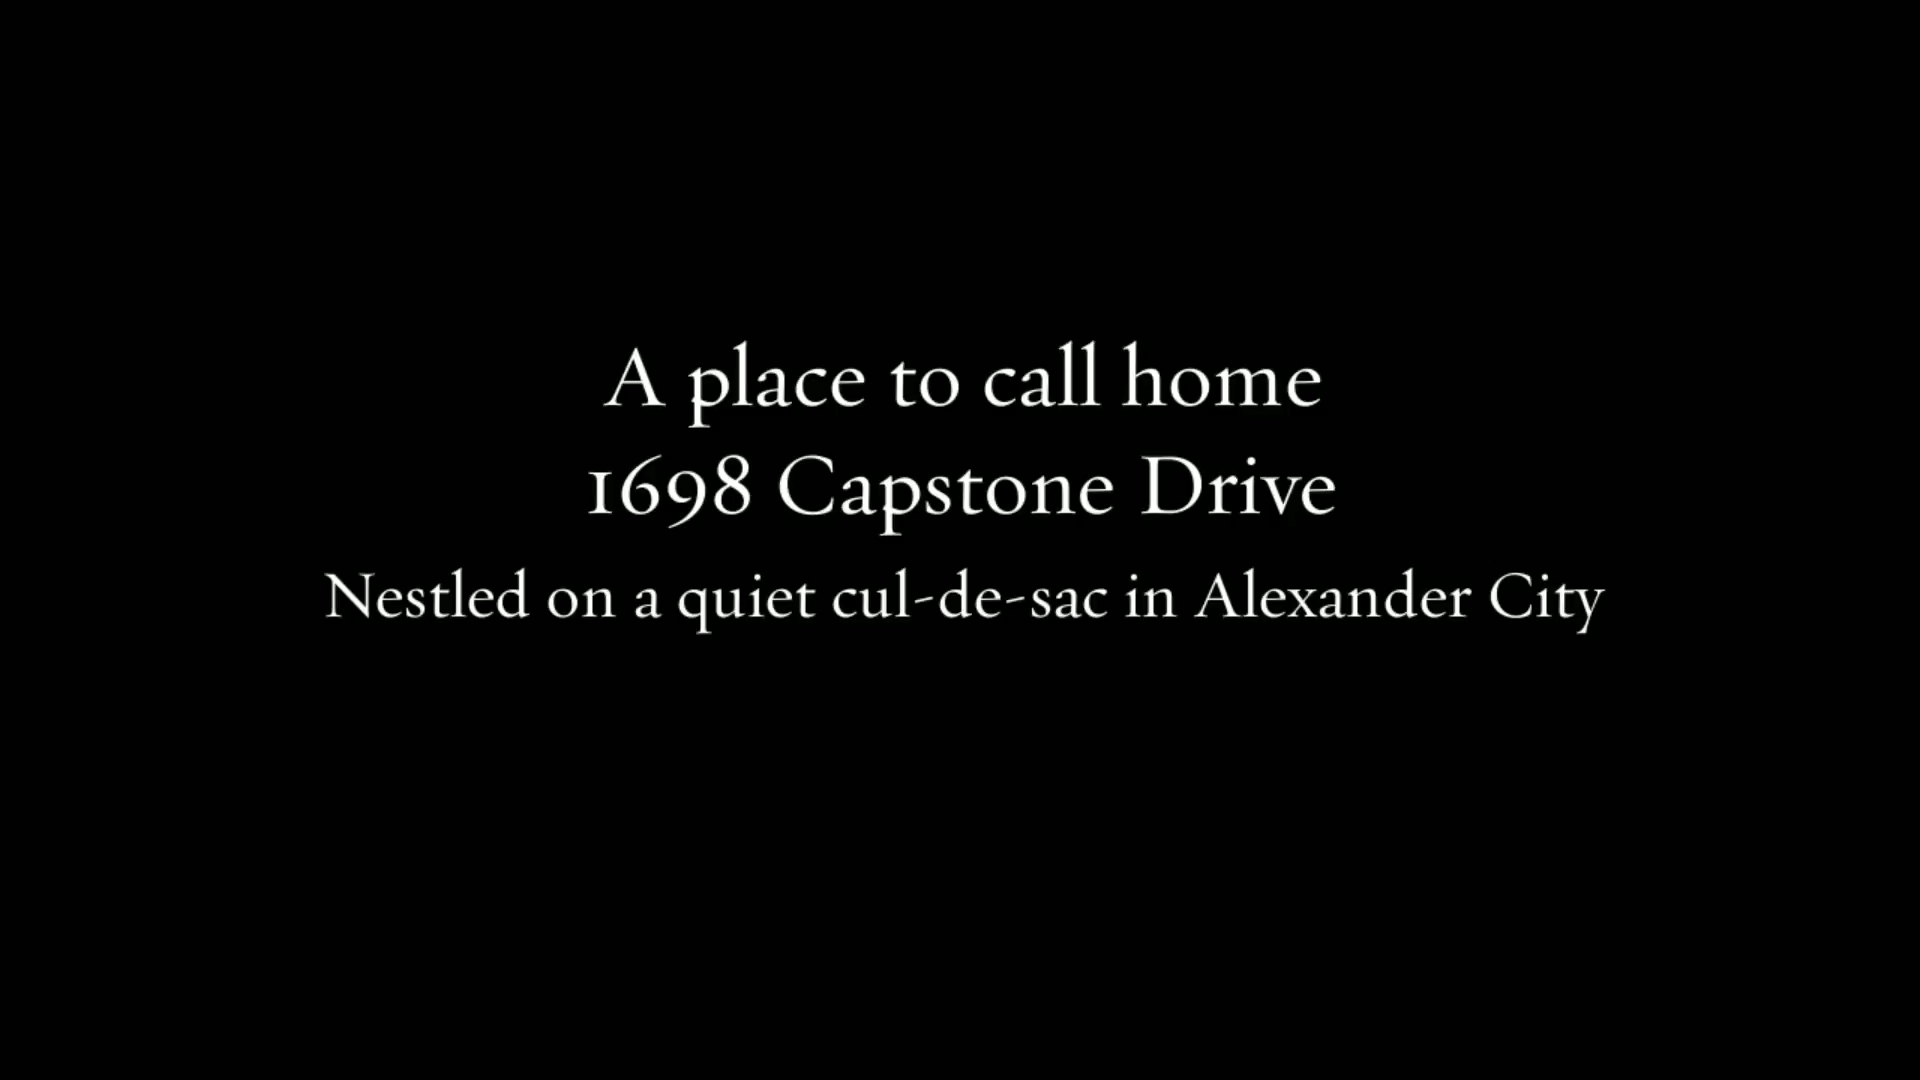 A place to call home
1698 Capstone Drive
Nestled on a quiet cul-de-sac in Alexander City